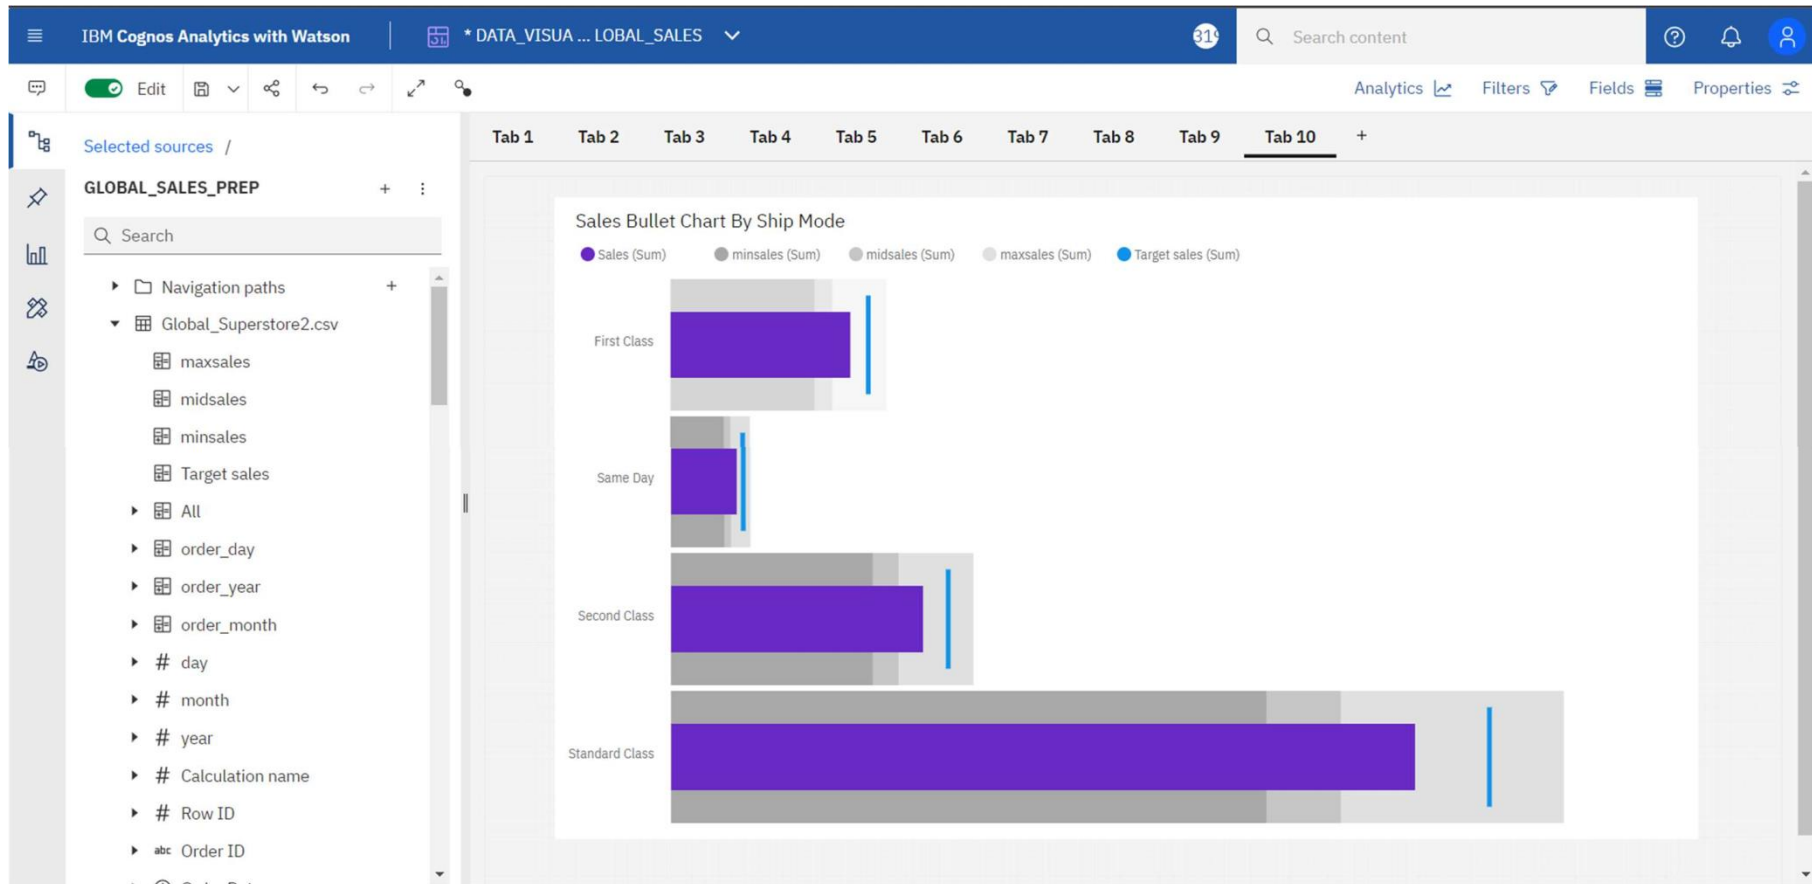 IBM Cognos Analytics with Watson
* DATA_VISUA ... LOBAL_SALES
Search content
Edit
Analytics
Filters
Fields
Properties
Selected sources /
Tab 1 Tab 2 Tab 3 Tab 4 Tab 5 Tab 6 Tab 7 Tab 8 Tab 9 Tab 10 +
GLOBAL_SALES_PREP
Search
Navigation paths
Global_Superstore2.csv
maxsales
midsales
minsales
Target sales
All
order_day
order_year
order_month
# day
# month
# year
# Calculation name
# Row ID
abc Order ID
Sales Bullet Chart By Ship Mode
Sales (Sum) minsales (Sum) midsales (Sum) maxsales (Sum) Target sales (Sum)
First Class
Same Day
Second Class
Standard Class